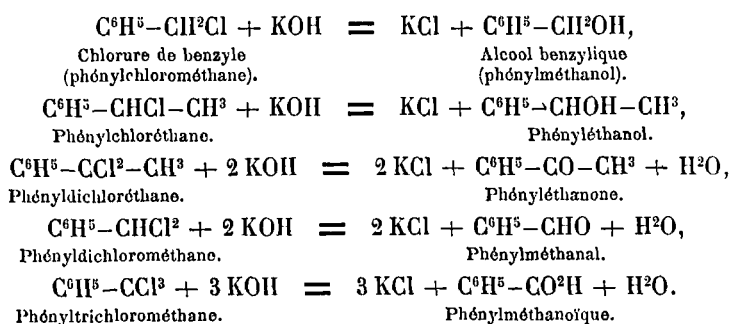 C⁶H⁵–CH²Cl + KOH = KCl + C⁶H⁵–CH²OH,
Chlorure de benzyle Alcool benzylique
(phénylchlorométhane). (phénylméthanol).
C⁶H⁵–CHCl–CH³ + KOH = KCl + C⁶H⁵–CHOH–CH³,
Phénylchloréthane. Phényléthanol.
C⁶H⁵–CCl²–CH³ + 2 KOH = 2 KCl + C⁶H⁵–CO–CH³ + H²O,
Phényldichloréthane. Phényléthanone.
C⁶H⁵–CHCl² + 2 KOH = 2 KCl + C⁶H⁵–CHO + H²O,
Phényldichlorométhane. Phénylméthanal.
C⁶H⁵–CCl³ + 3 KOH = 3 KCl + C⁶H⁵–CO²H + H²O.
Phényltrichlorométhane. Phénylméthanoïque.